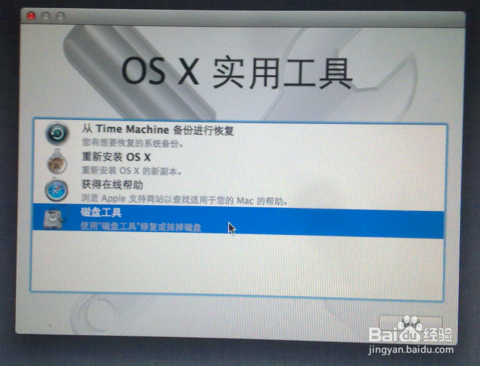 OS X 实用工具
从 Time Machine 备份进行恢复
您有想要恢复的系统备份。
重新安装 OS X
重新安装 OS X 的新副本。
获得在线帮助
浏览 Apple 支持网站以查找适用于您的 Mac 的帮助。
磁盘工具
使用“磁盘工具”修复或抹掉磁盘
Baidu 经验
jingyan.baidu.com